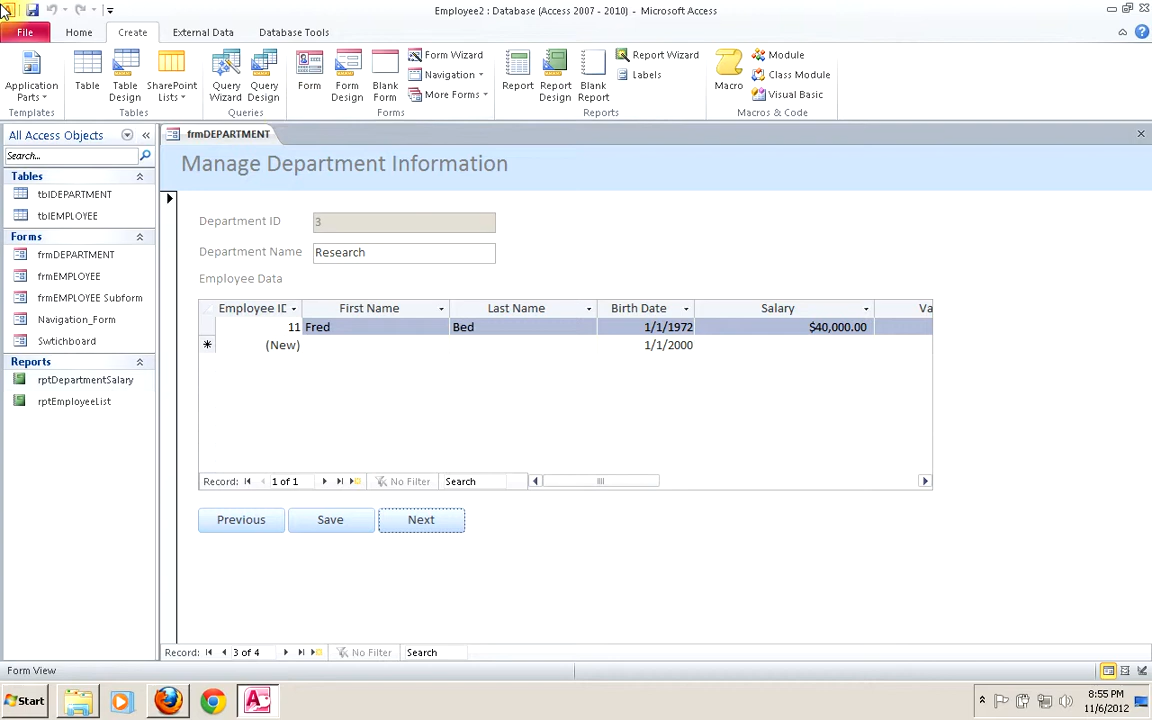 Employee2 : Database (Access 2007 - 2010) - Microsoft Access
File Home Create External Data Database Tools
Application Parts
Table
Table Design
SharePoint Lists
Query Wizard
Query Design
Form
Form Design
Blank Form
Form Wizard
Navigation
More Forms
Report
Report Design
Blank Report
Report Wizard
Labels
Macro
Module
Class Module
Visual Basic
Templates Tables Queries Forms Reports Macros & Code
All Access Objects
Search...
Tables
tblDEPARTMENT
tblEMPLOYEE
Forms
frmDEPARTMENT
frmEMPLOYEE
frmEMPLOYEE Subform
Navigation_Form
Swtichboard
Reports
rptDepartmentSalary
rptEmployeeList
frmDEPARTMENT
Manage Department Information
Department ID 3
Department Name Research
Employee Data
Employee ID First Name Last Name Birth Date Salary Va
11 Fred Bed 1/1/1972 $40,000.00
(New) 1/1/2000
Record: 1 of 1 No Filter Search
Previous Save Next
Record: 3 of 4 No Filter Search
Form View
Start
8:55 PM
11/6/2012